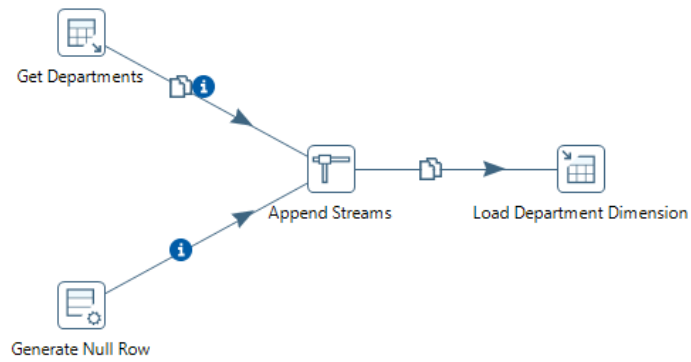 Get Departments
Append Streams
Load Department Dimension
Generate Null Row